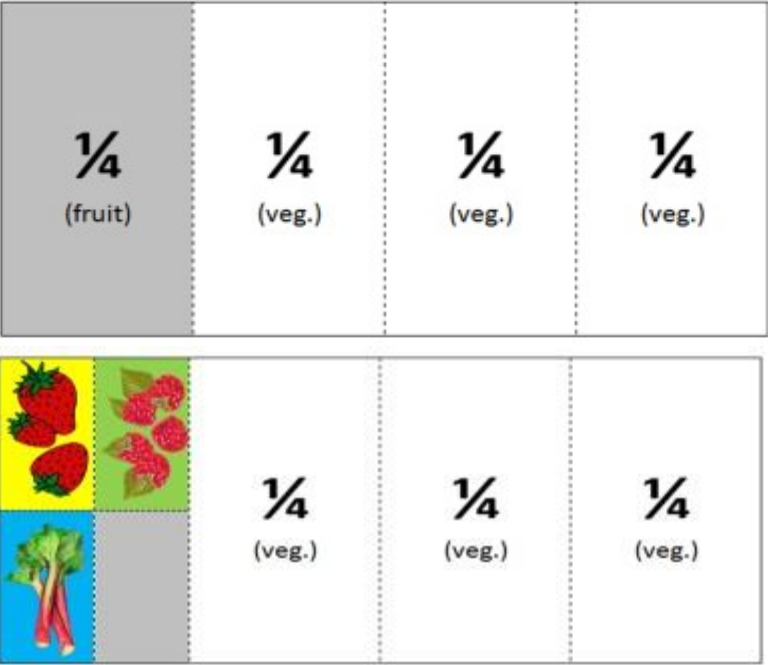 ¼ ¼ ¼ ¼
(fruit) (veg.) (veg.) (veg.)
¼ ¼ ¼
(veg.) (veg.) (veg.)